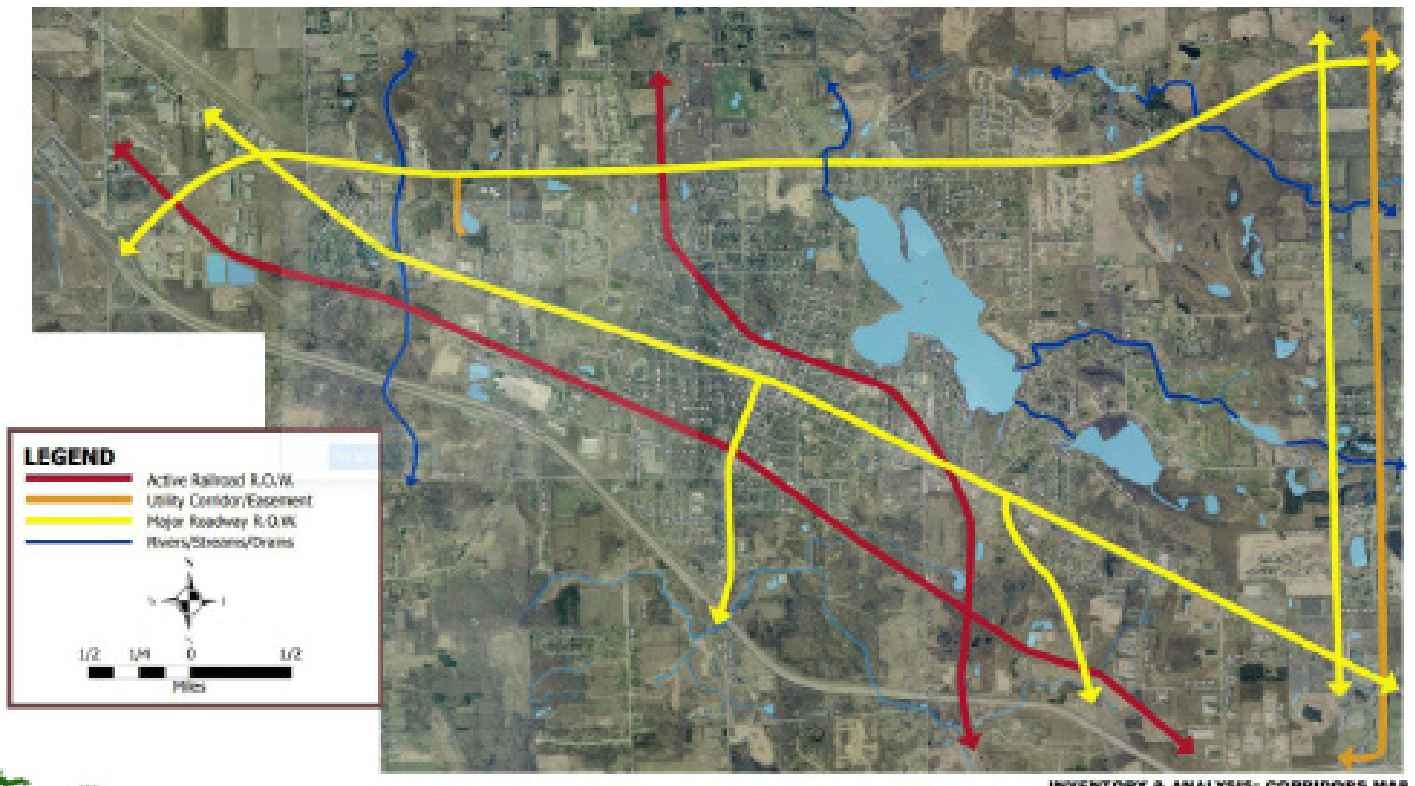 LEGEND
Active Railroad R.O.W.
Utility Corridor/Easement
Major Roadway R.O.W.
Rivers/Streams/Drains
1/2 1/4 0 1/2
Miles
INVENTORY & ANALYSIS: CORRIDORS MAP